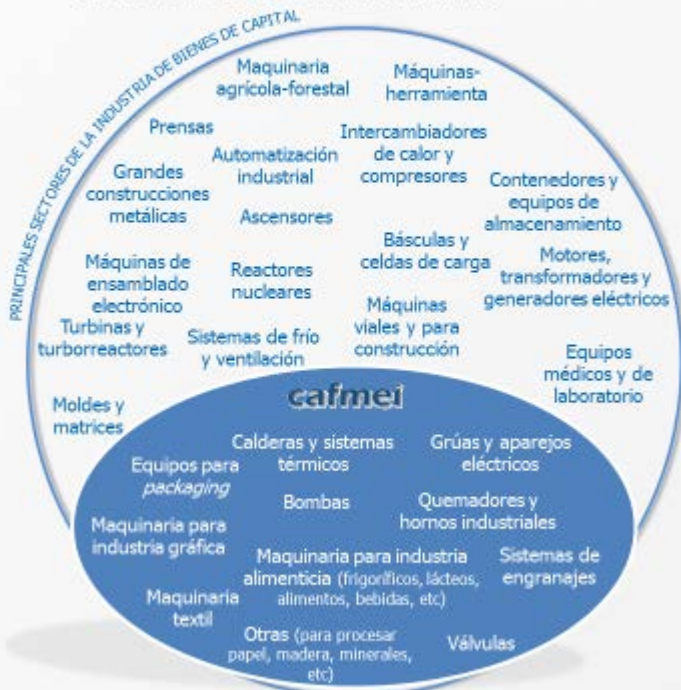 PRINCIPALES SECTORES DE LA INDUSTRIA DE BIENES DE CAPITAL
Maquinaria
agrícola-forestal
Máquinas-
herramienta
Prensas
Automatización
industrial
Intercambiadores
de calor y
compresores
Grandes
construcciones
metálicas
Ascensores
Contenedores y
equipos de
almacenamiento
Básculas y
celdas de carga
Motores,
transformadores y
generadores eléctricos
Máquinas de
ensamblado
electrónico
Reactores
nucleares
Máquinas
viales y para
construcción
Turbinas y
turborreactores
Sistemas de frío
y ventilación
Equipos
médicos y de
laboratorio
Moldes y
matrices
cafmei
Calderas y sistemas
térmicos
Grúas y aparejos
eléctricos
Equipos para
packaging
Bombas
Quemadores y
hornos industriales
Maquinaria para
industria gráfica
Maquinaria para industria
alimenticia (frigoríficos, lácteos,
alimentos, bebidas, etc)
Sistemas de
engranajes
Maquinaria
textil
Otras (para procesar
papel, madera, minerales,
etc)
Válvulas